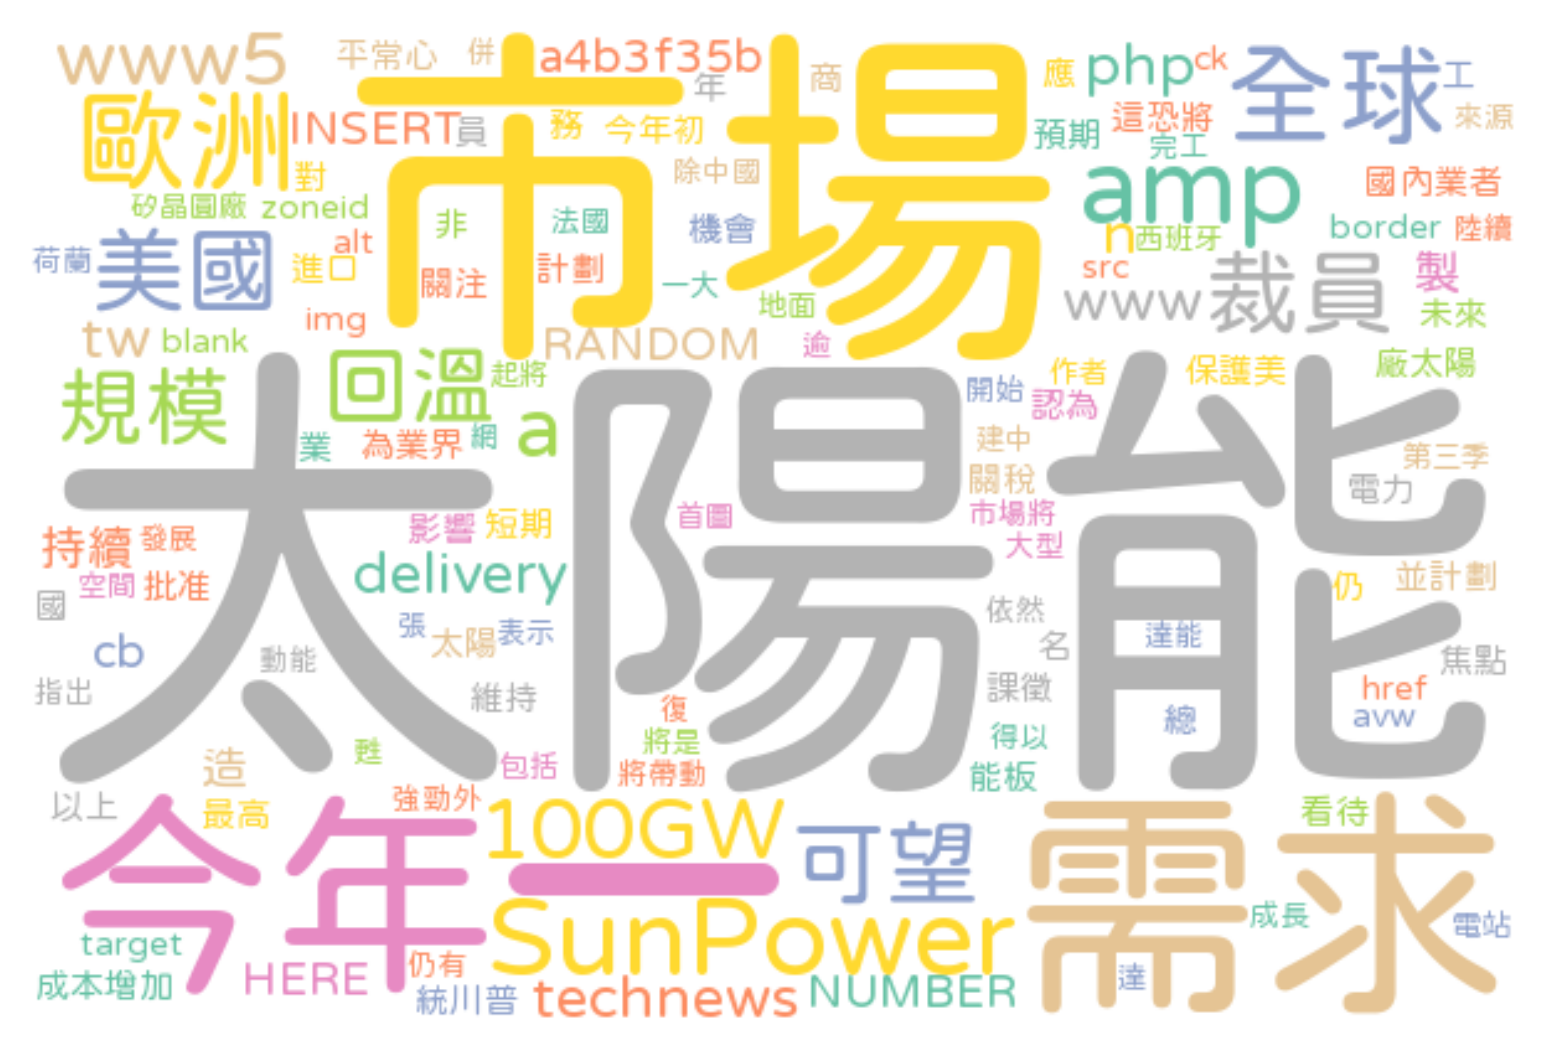 www5
平常心
併
a4b3f35b
年
市場
商
應
php
ck
全球
工
歐洲
INSERT
員
務
今年初
預期
這恐將
來源
完工
對
除中國
amp
國內業者
矽晶圓廠
zoneid
非
法國
機會
n
西班牙
border
陸續
荷蘭
美國
alt
進口
關注
計劃
一大
src
www
裁員
製
地面
未來
img
tw
blank
RANDOM
逾
規模
回溫
起將
a
開始
作者
認為
保護美
廠太陽
業
為業界
網
建中
第三季
太陽能
關稅
電力
持續
發展
影響
短期
首圖
市場將
大型
空間
批准
delivery
仍
並計劃
國
依然
張
太陽
表示
名
達能
cb
動能
焦點
指出
維持
課徵
href
復
總
avw
造
甦
包括
將是
得以
將帶動
能板
以上
最高
強勁外
今年
100GW
一
可望
需求
看待
SunPower
成長
電站
target
仍有
成本增加
HERE
統川普
technews
NUMBER
達